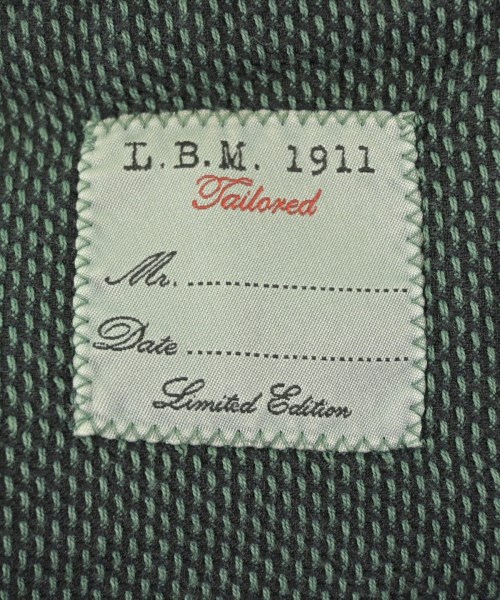 L.B.M. 1911
Tailored
Mr. ........................................
Date ........................................
Limited Edition